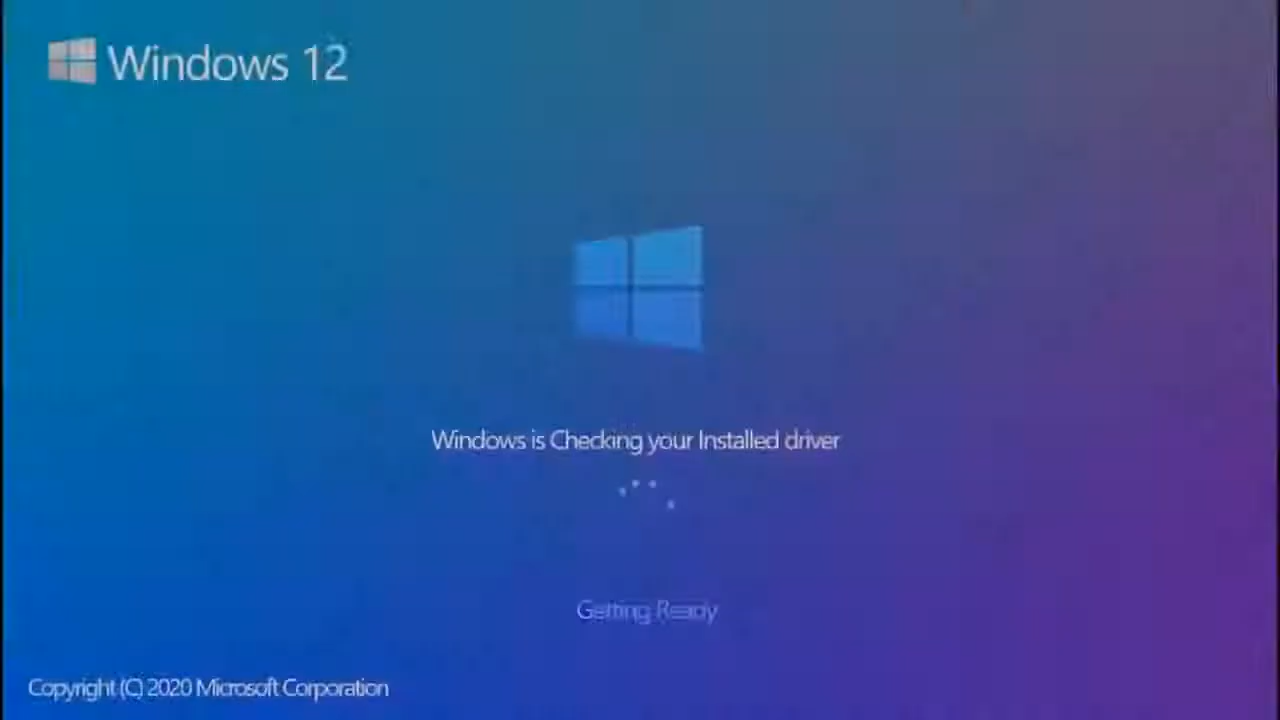 Windows 12
Windows is Checking your Installed driver
Getting Ready
Copyright (C) 2020 Microsoft Corporation